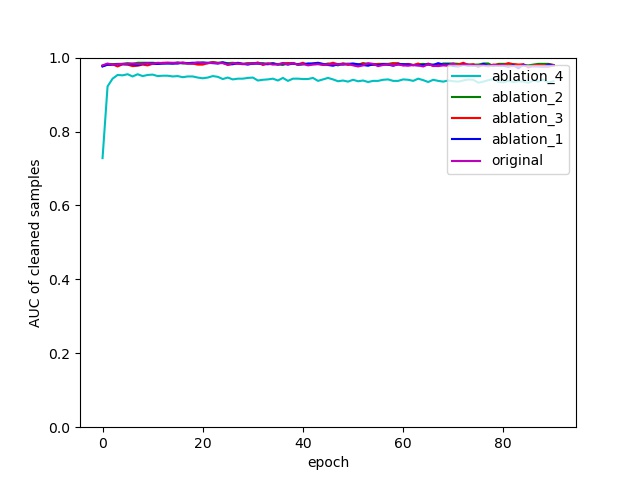 1.0
0.8
0.6
0.4
0.2
0.0
AUC of cleaned samples
0 20 40 60 80
epoch
ablation_4
ablation_2
ablation_3
ablation_1
original